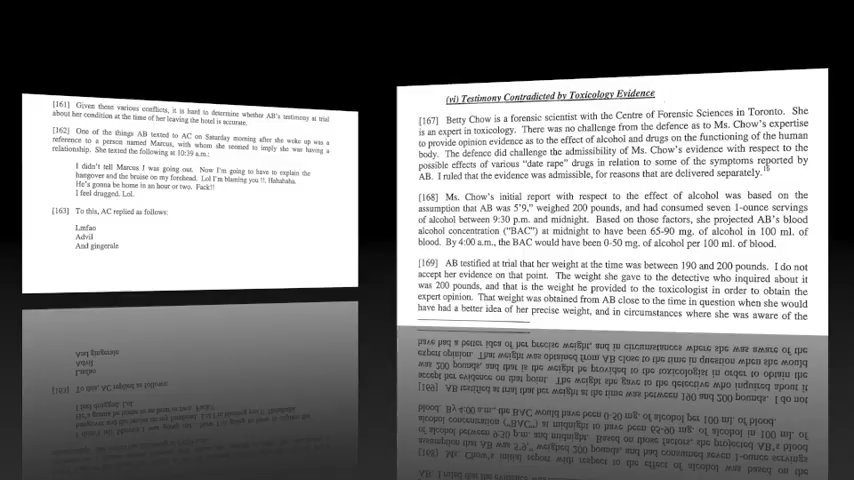 [161] Given these various conflicts, it is hard to determine whether AB's testimony at trial
about her condition at the time of her leaving the hotel is accurate.
[162] One of the things AB texted to AC on Saturday morning after she woke op was a
reference to a person named Marcus, with whom she seemed to imply she was having a
relationship. She texted the following at 10:39 a.m.:
I didn't tell Marcus I was going out. Now I'm going to have to explain the
hangover and the bruise on my forehead. Lol I'm blaming you !!. Hahahaha.
He's gonna be home in an hour or two. Fuck!!
I feel drugged. Lol.
[163] To this, AC replied as follows:
Lmfao
Advil
And gingerale
(vi) Testimony Contradicted by Toxicology Evidence
[167] Betty Chow is a forensic scientist with the Centre of Forensic Sciences in Toronto. She
is an expert in toxicology. There was no challenge from the defence as to Ms. Chow's expertise
to provide opinion evidence as to the effect of alcohol and drugs on the functioning of the human
body. The defence did challenge the admissibility of Ms. Chow's evidence with respect to the
possible effects of various "date rape" drugs in relation to some of the symptoms reported by
AB. I ruled that the evidence was admissible, for reasons that are delivered separately.
[168] Ms. Chow's initial report with respect to the effect of alcohol was based on the
assumption that AB was 5'9," weighed 200 pounds, and had consumed seven 1-ounce servings
of alcohol between 9:30 p.m. and midnight. Based on those factors, she projected AB's blood
alcohol concentration ("BAC") at midnight to have been 65-90 mg. of alcohol in 100 ml. of
blood. By 4:00 a.m., the BAC would have been 0-50 mg. of alcohol per 100 ml. of blood.
[169] AB testified at trial that her weight at the time was between 190 and 200 pounds. I do not
accept her evidence on that point. The weight she gave to the detective who inquired about it
was 200 pounds, and that is the weight he provided to the toxicologist in order to obtain the
expert opinion. That weight was obtained from AB close to the time in question when she would
have had a better idea of her precise weight, and in circumstances where she was aware of the